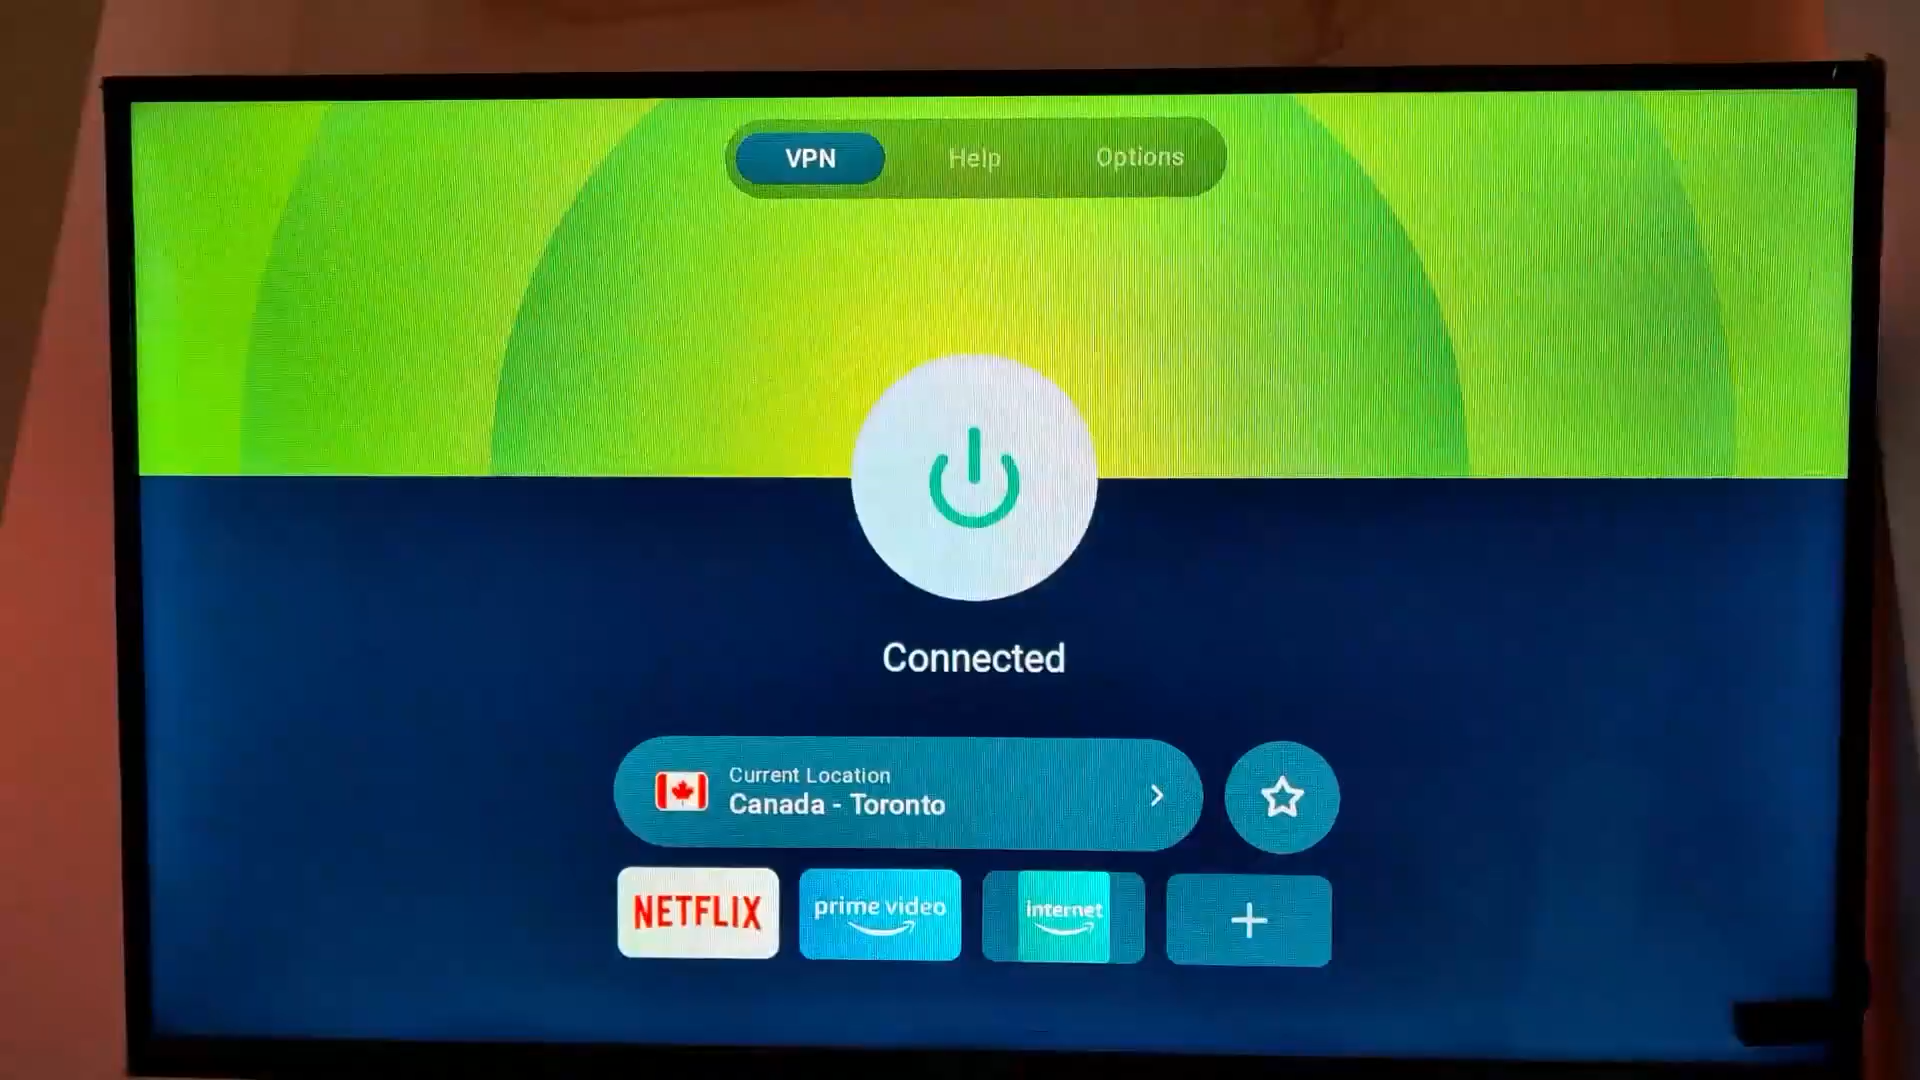 VPN
Help
Options
Connected
Current Location
Canada - Toronto
NETFLIX
prime video
internet